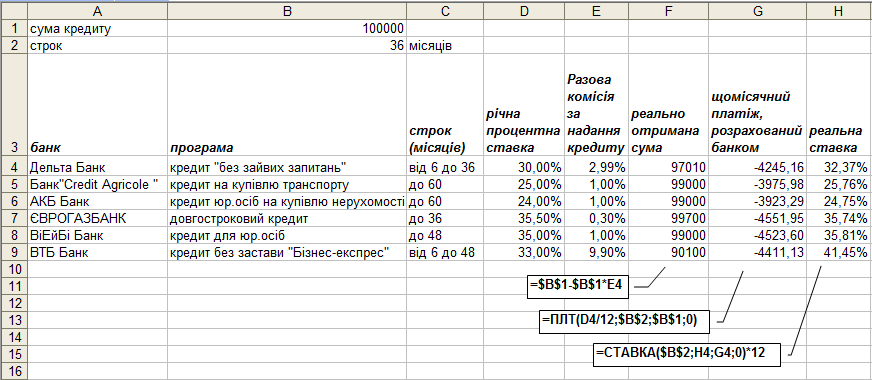 A B C D E F G H
1 сума кредиту 100000
2 строк 36 місяців
3 банк програма строк (місяців) річна процентна ставка Разова комісія за надання кредиту реально отримана сума щомісячний платіж, розрахований банком реальна ставка
4 Дельта Банк кредит "без зайвих запитань" від 6 до 36 30,00% 2,99% 97010 -4245,16 32,37%
5 Банк"Credit Agricole " кредит на купівлю транспорту до 60 25,00% 1,00% 99000 -3975,98 25,76%
6 АКБ Банк кредит юр.осіб на купівлю нерухомості до 60 24,00% 1,00% 99000 -3923,29 24,75%
7 ЄВРОГАЗБАНК довгостроковий кредит до 36 35,50% 0,30% 99700 -4551,95 35,74%
8 ВіЕйБі Банк кредит для юр.осіб до 48 35,00% 1,00% 99000 -4523,60 35,81%
9 ВТБ Банк кредит без застави "Бізнес-експрес" від 6 до 48 33,00% 9,90% 90100 -4411,13 41,45%
10
11 =$B$1-$B$1*E4
12
13 =ПЛТ(D4/12;$B$2;$B$1;0)
14
15 =СТАВКА($B$2;H4;G4;0)*12
16